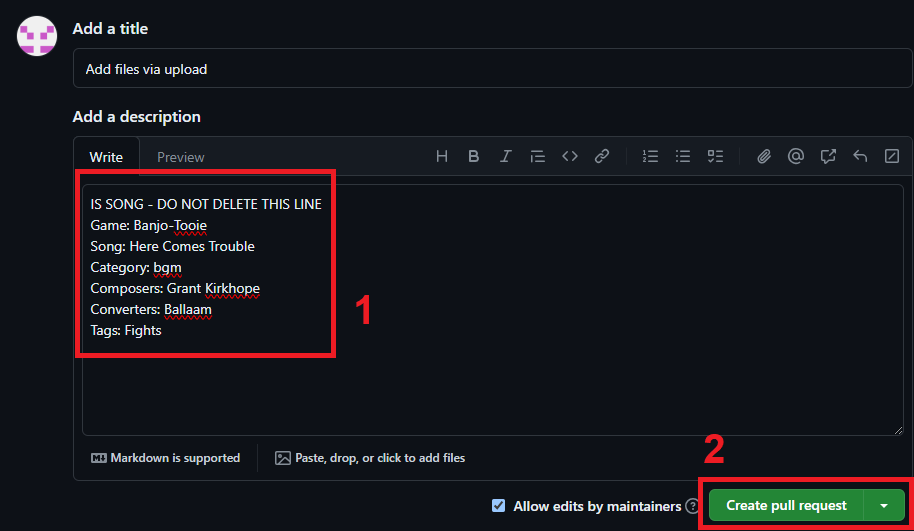 Add a title
Add files via upload
Add a description
Write Preview
IS SONG - DO NOT DELETE THIS LINE
Game: Banjo-Tooie
Song: Here Comes Trouble
Category: bgm
Composers: Grant Kirkhope
Converters: Ballaam
Tags: Fights
1
Markdown is supported Paste, drop, or click to add files
2
Allow edits by maintainers Create pull request